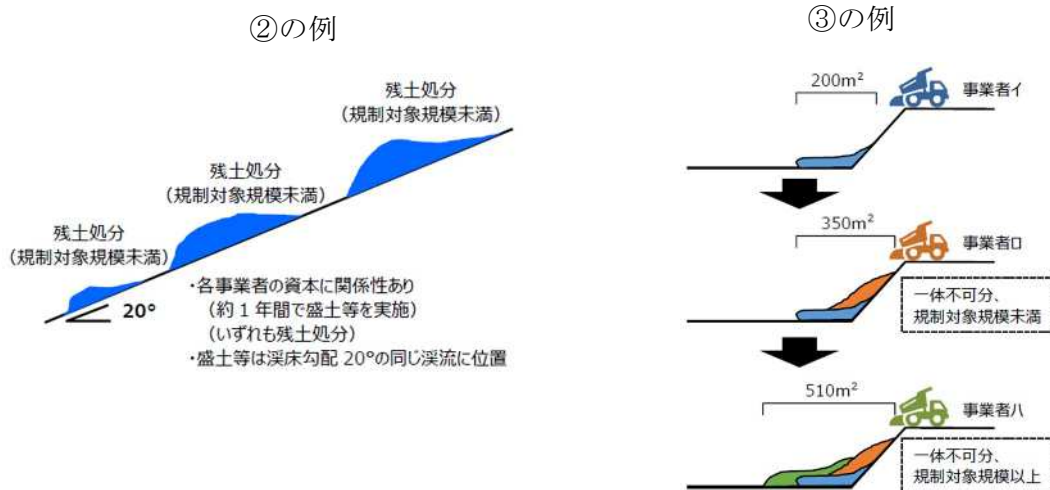 ②の例
残土処分
（規制対象規模未満）
残土処分
（規制対象規模未満）
残土処分
（規制対象規模未満）
20°
・各事業者の資本に関係性あり
（約１年間で盛土等を実施）
（いずれも残土処分）
・盛土等は渓床勾配 20°の同じ渓流に位置
③の例
200m²
事業者イ
350m²
事業者ロ
一体不可分、
規制対象規模未満
510m²
事業者ハ
一体不可分、
規制対象規模以上